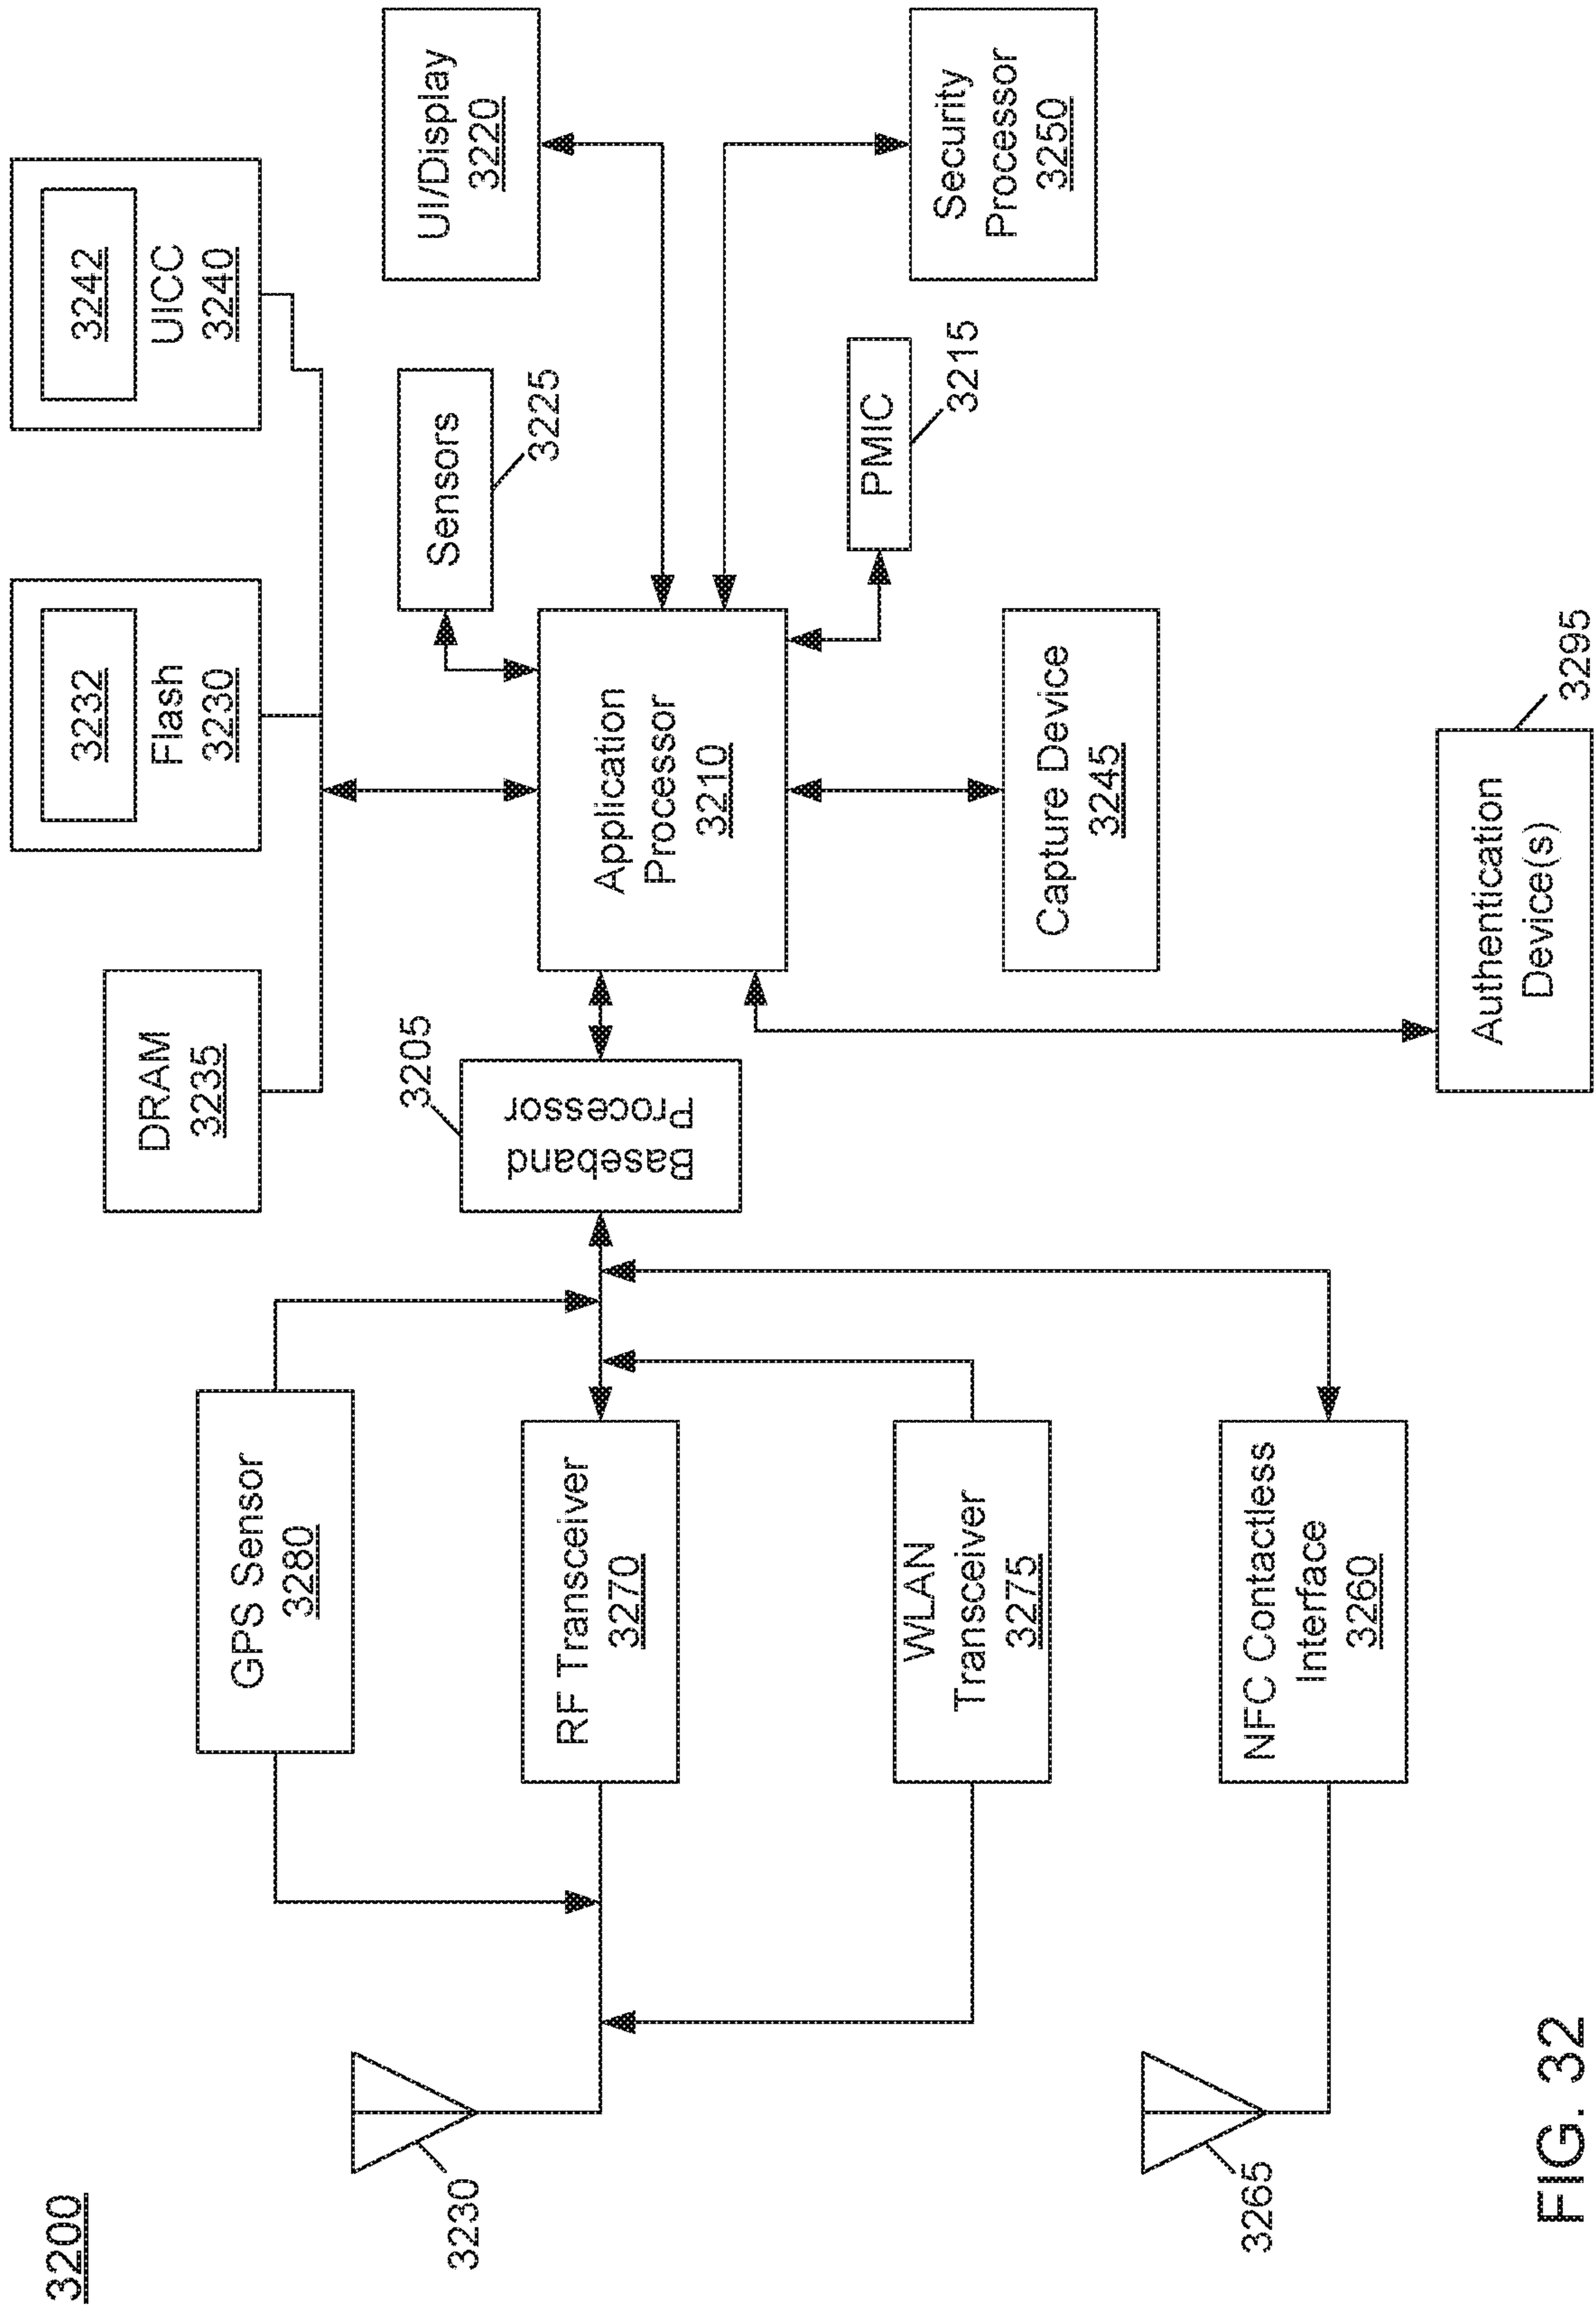 3200
DRAM
3235
3232
Flash
3230
3242
UICC
3240
GPS Sensor
3280
3230
3205
Sensors
3225
UI/Display
3220
RF Transceiver
3270
Baseband
Processor
Application
Processor
3210
WLAN
Transceiver
3275
PMIC
3215
Security
Processor
3250
Capture Device
3245
3265
NFC Contactless
Interface
3260
Authentication
Device(s)
3295
FIG. 32